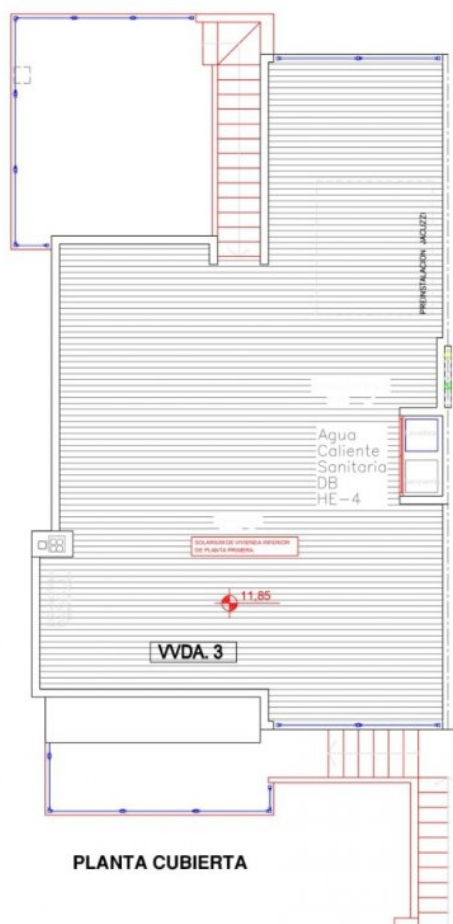 PREINSTALACION JACUZZI
Agua
Caliente
Sanitaria
DB
HE-4
SOLARIUM DE VIVIENDA INFERIOR
DE PLANTA PRIMERA
11,85
VVDA. 3
PLANTA CUBIERTA